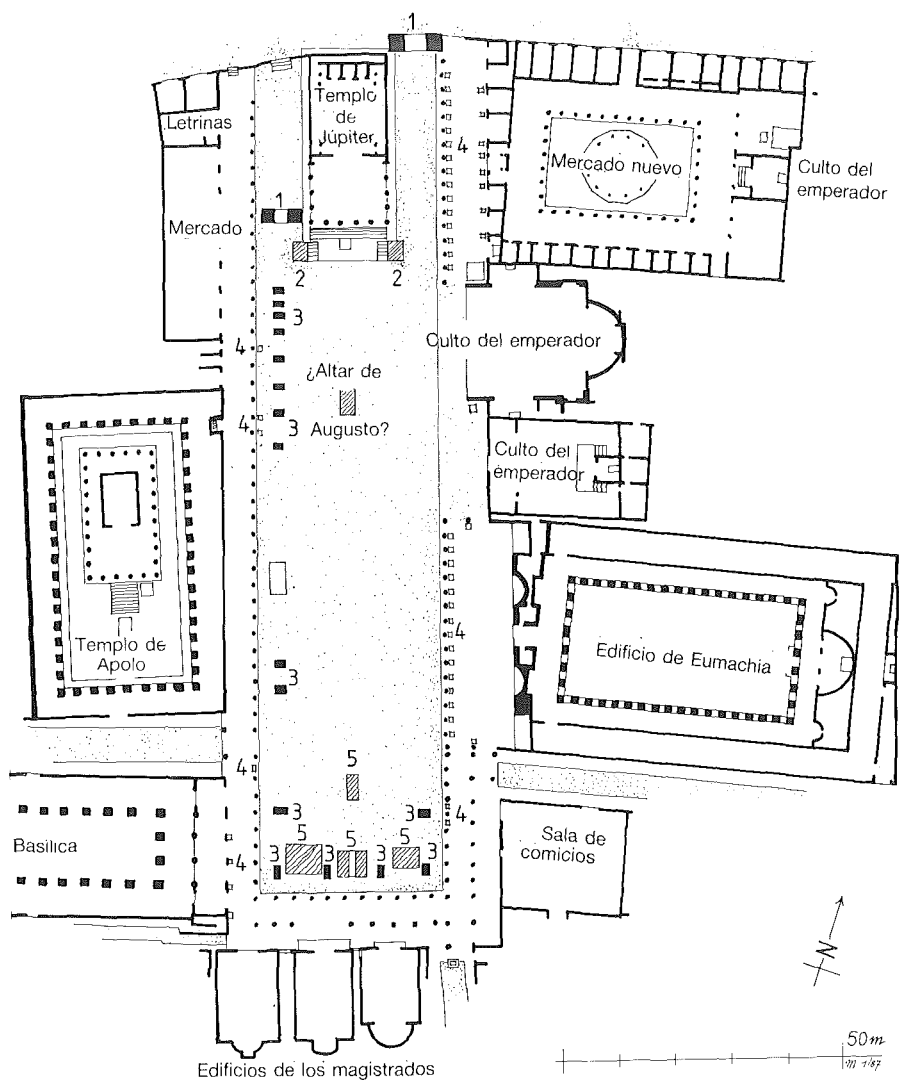 1
Templo
de
Júpiter
Letrinas
4
Mercado nuevo
Culto del
emperador
1
Mercado
2
2
3
4
Culto del emperador
¿Altar de
Augusto?
4
3
Culto del
emperador
Templo de
Apolo
3
4
Edificio de Eumachia
4
5
3
3
4
Basílica
4
3
5
3
5
3
5
3
Sala de
comicios
N
Edificios de los magistrados
50 m
M 1/87